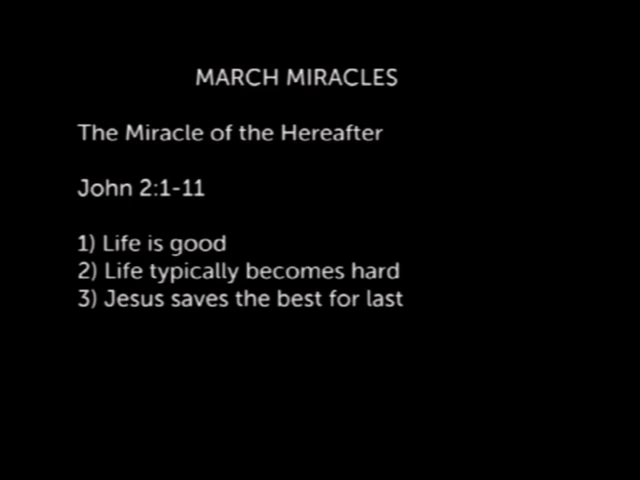 MARCH MIRACLES
The Miracle of the Hereafter
John 2:1-11
1) Life is good
2) Life typically becomes hard
3) Jesus saves the best for last